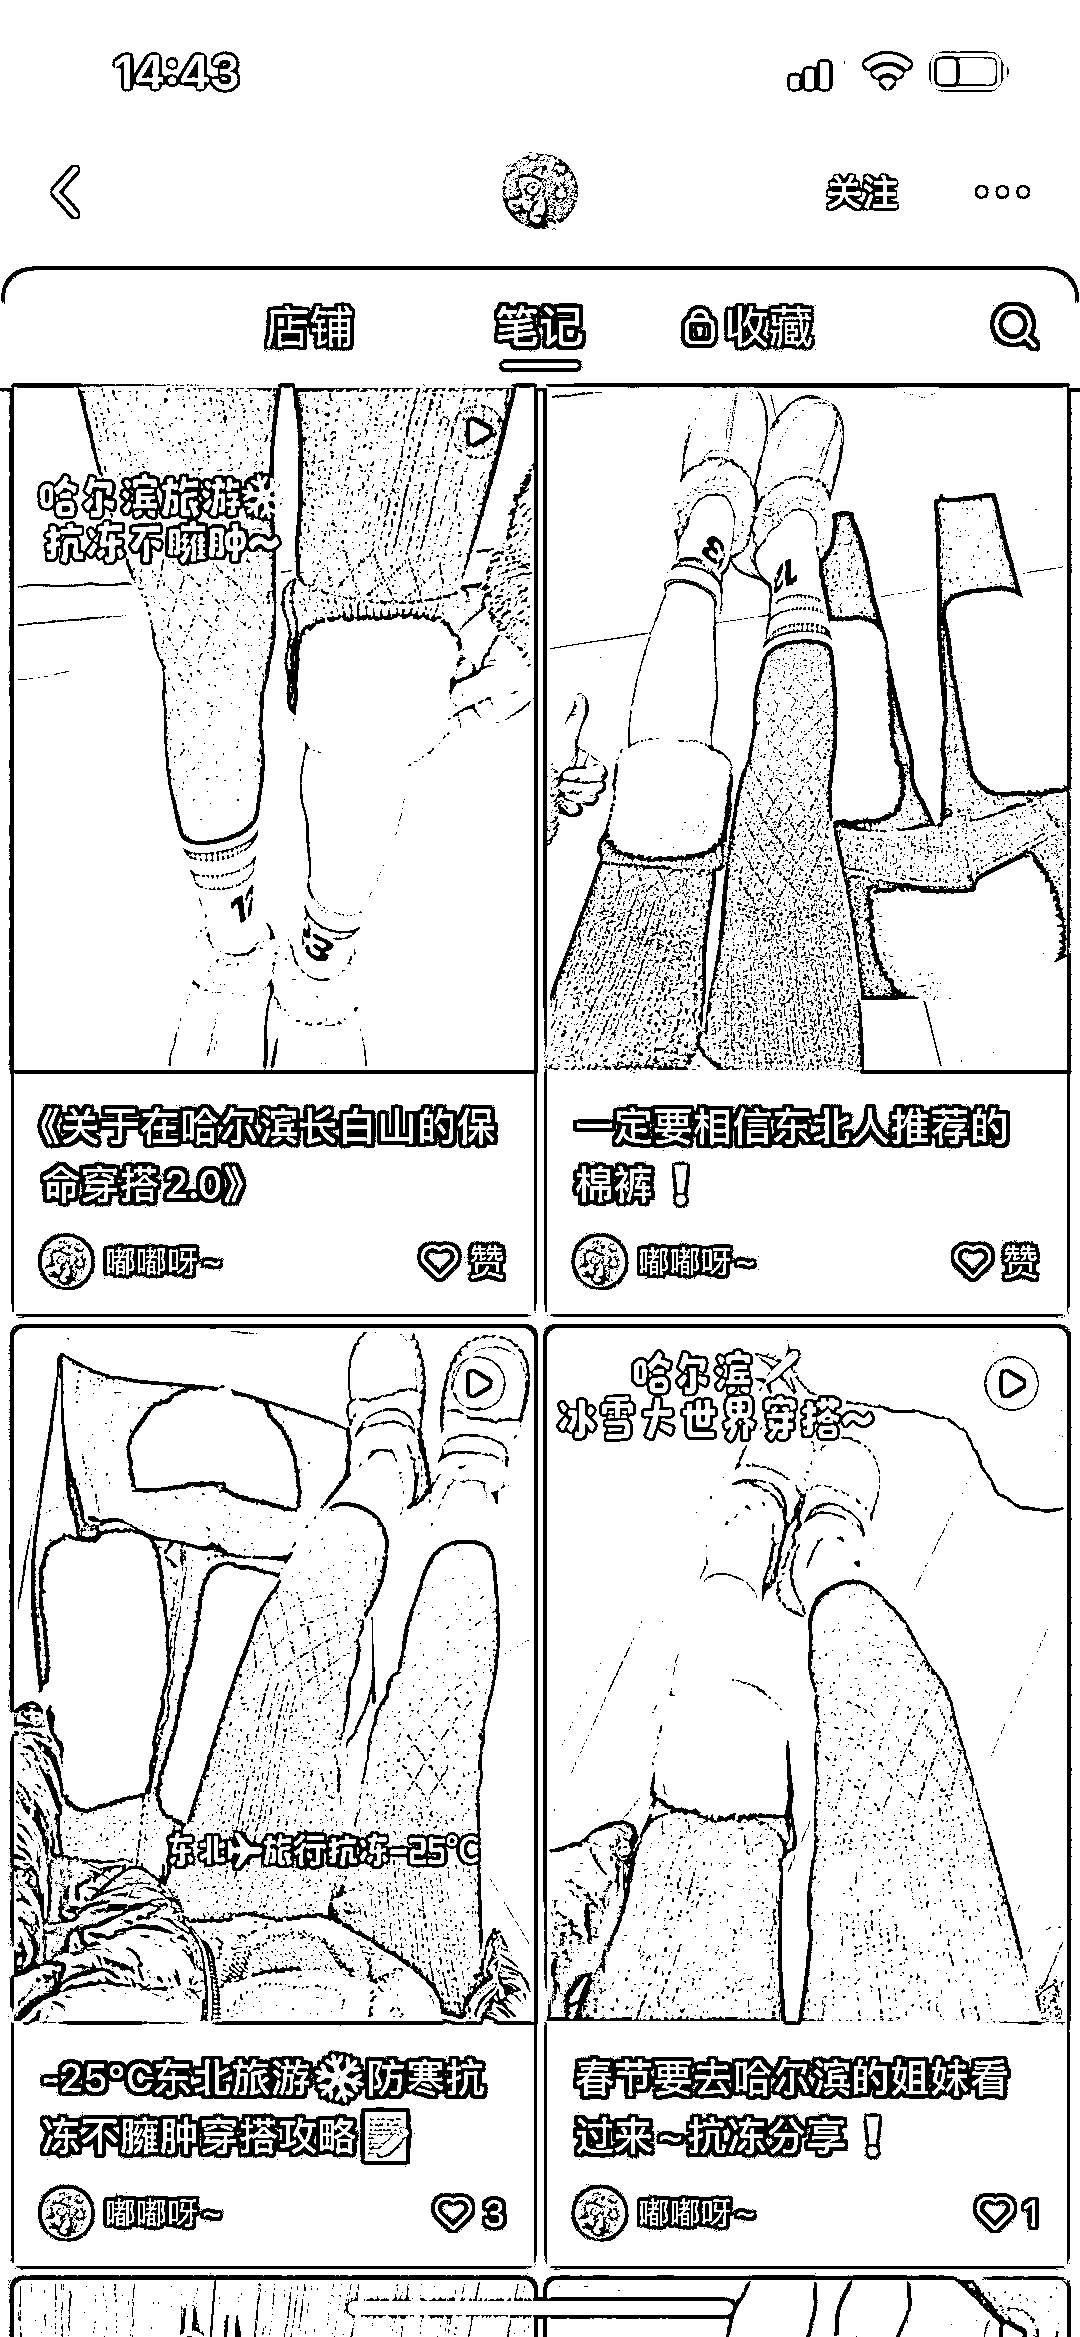 14:43
关注
店铺
笔记
收藏
哈尔滨旅游❄
抗冻不臃肿~
《关于在哈尔滨长白山的保
命穿搭2.0》
嘟嘟呀~
赞
一定要相信东北人推荐的
棉裤❗
嘟嘟呀~
赞
东北✈旅行抗冻-25°C
-25°C东北旅游❄防寒抗
冻不臃肿穿搭攻略📝
嘟嘟呀~
3
哈尔滨
冰雪大世界穿搭~
春节要去哈尔滨的姐妹看
过来~抗冻分享❗
嘟嘟呀~
1